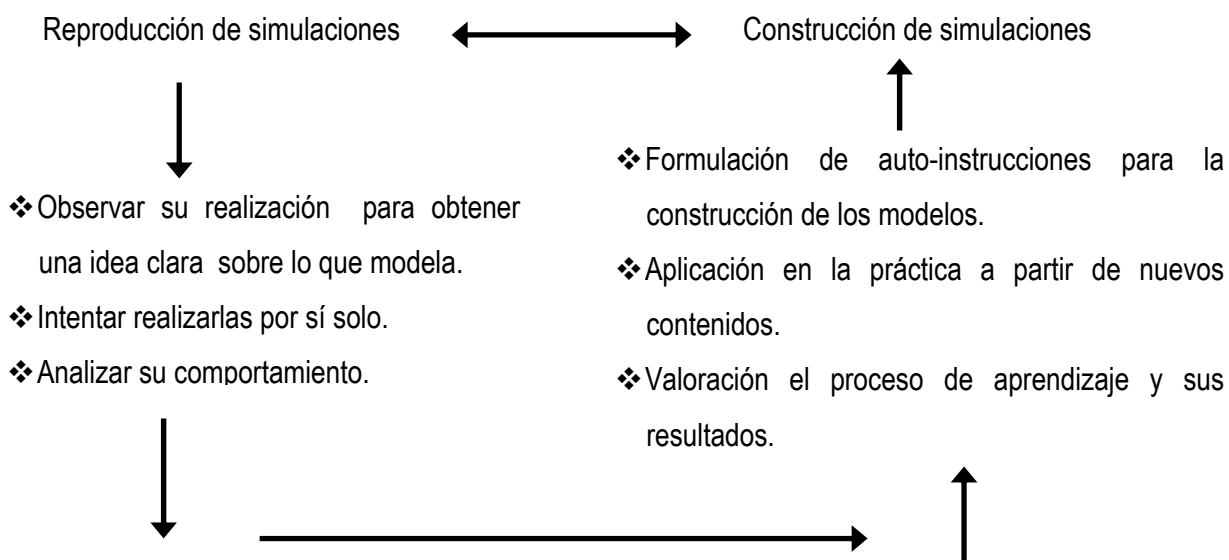 Reproducción de simulaciones
Construcción de simulaciones
❖Observar su realización para obtener
una idea clara sobre lo que modela.
❖Intentar realizarlas por sí solo.
❖Analizar su comportamiento.
❖Formulación de auto-instrucciones para la
construcción de los modelos.
❖Aplicación en la práctica a partir de nuevos
contenidos.
❖Valoración el proceso de aprendizaje y sus
resultados.